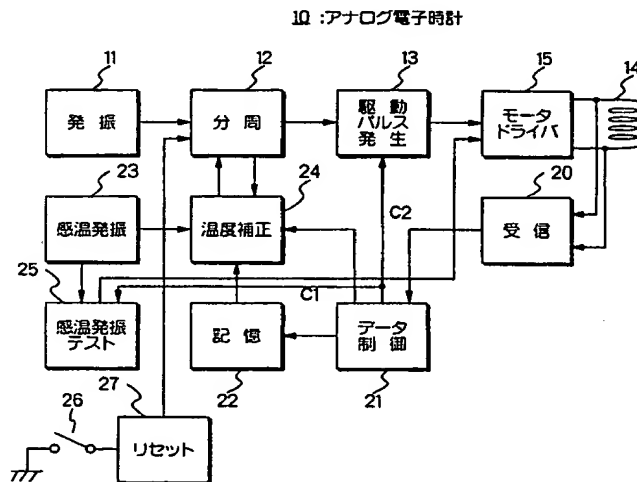 10 :アナログ電子時計
11
12
13
15
14
発 振
分 周
駆 動
パルス
発 生
モータ
ドライバ
23
24
20
感温発振
温度補正
C2
受 信
25
C1
感温発振
テスト
記 憶
データ
制 御
22
21
27
26
リセット